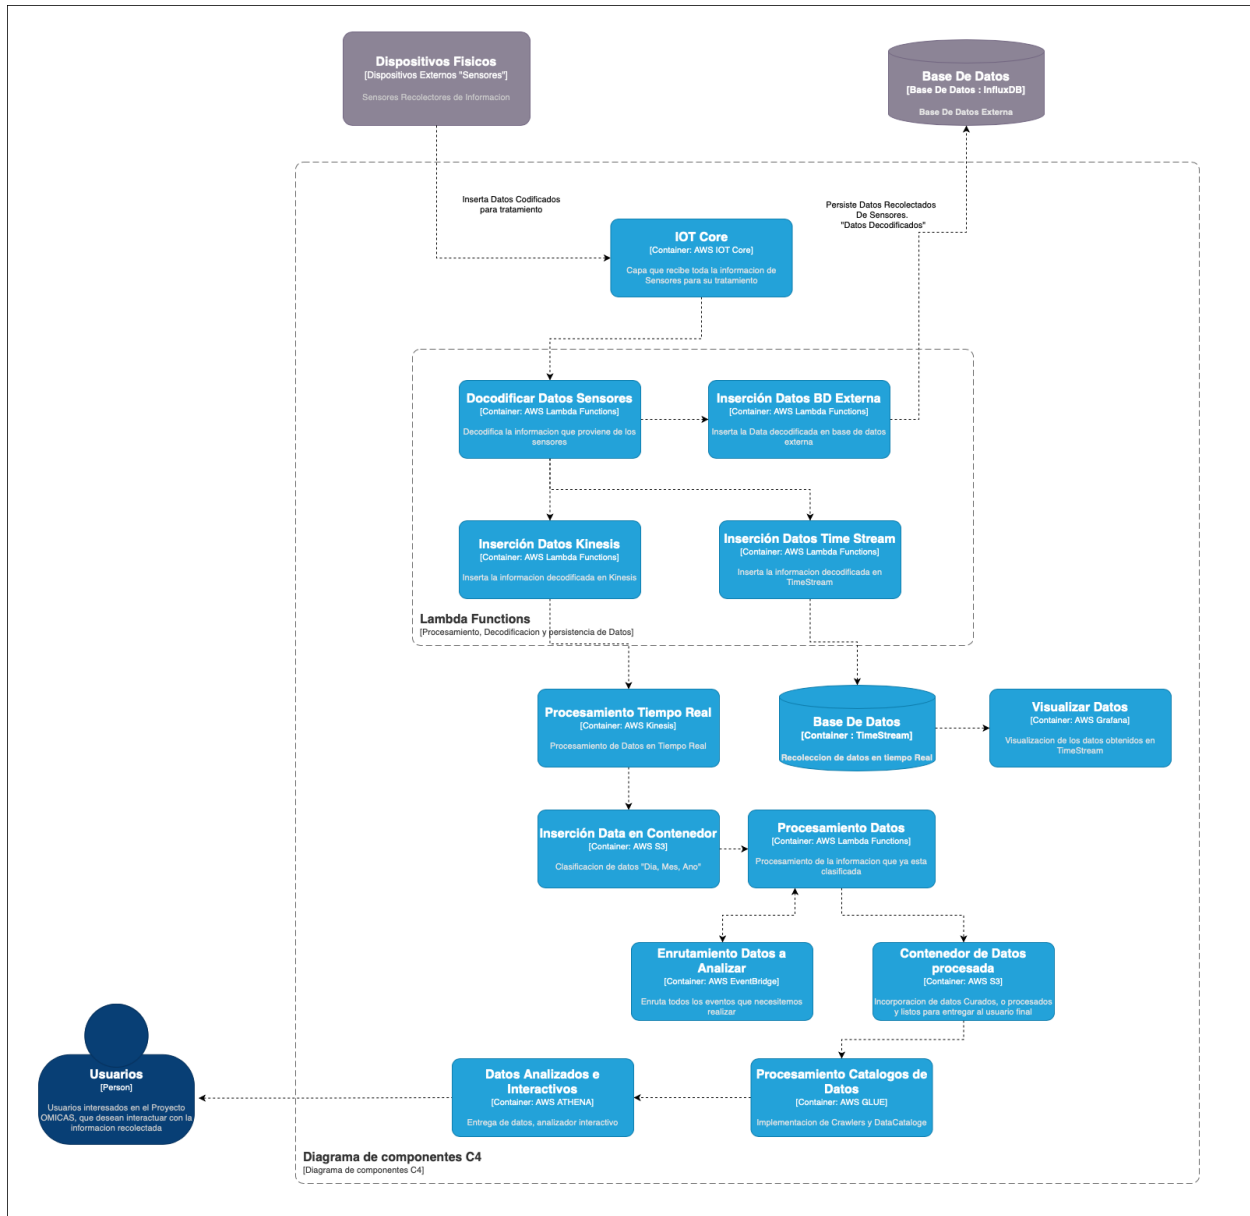 Dispositivos Fisicos
[Dispositivos Externos "Sensores"]
Sensores Recolectores de Informacion
Base De Datos
[Base De Datos : InfluxDB]
Base De Datos Externa
Inserta Datos Codificados
para tratamiento
Persiste Datos Recolectados
De Sensores.
"Datos Decodificados"
IOT Core
[Container: AWS IOT Core]
Capa que recibe toda la informacion de
Sensores para su tratamiento
Docodificar Datos Sensores
[Container: AWS Lambda Functions]
Decodifica la informacion que proviene de los
sensores
Inserción Datos BD Externa
[Container: AWS Lambda Functions]
Inserta la Data decodificada en base de datos
externa
Inserción Datos Kinesis
[Container: AWS Lambda Functions]
Inserta la informacion decodificada en Kinesis
Inserción Datos Time Stream
[Container: AWS Lambda Functions]
Inserta la informacion decodificada en
TimeStream
Lambda Functions
[Procesamiento, Decodificacion y persistencia de Datos]
Procesamiento Tiempo Real
[Container: AWS Kinesis]
Procesamiento de Datos en Tiempo Real
Base De Datos
[Container : TimeStream]
Recoleccion de datos en tiempo Real
Visualizar Datos
[Container: AWS Grafana]
Visualizacion de los datos obtenidos en
TimeStream
Inserción Data en Contenedor
[Container: AWS S3]
Clasificacion de datos "Dia, Mes, Ano"
Procesamiento Datos
[Container: AWS Lambda Functions]
Procesamiento de la informacion que ya esta
clasificada
Enrutamiento Datos a
Analizar
[Container: AWS EventBridge]
Enruta todos los eventos que necesitemos
realizar
Contenedor de Datos
procesada
[Container: AWS S3]
Incorporacion de datos Curados, o procesados
y listos para entregar al usuario final
Usuarios
[Person]
Usuarios interesados en el Proyecto
OMICAS, que desean interactuar con la
informacion recolectada
Datos Analizados e
Interactivos
[Container: AWS ATHENA]
Entrega de datos, analizador interactivo
Procesamiento Catalogos de
Datos
[Container: AWS GLUE]
Implementacion de Crawlers y DataCataloge
Diagrama de componentes C4
[Diagrama de componentes C4]